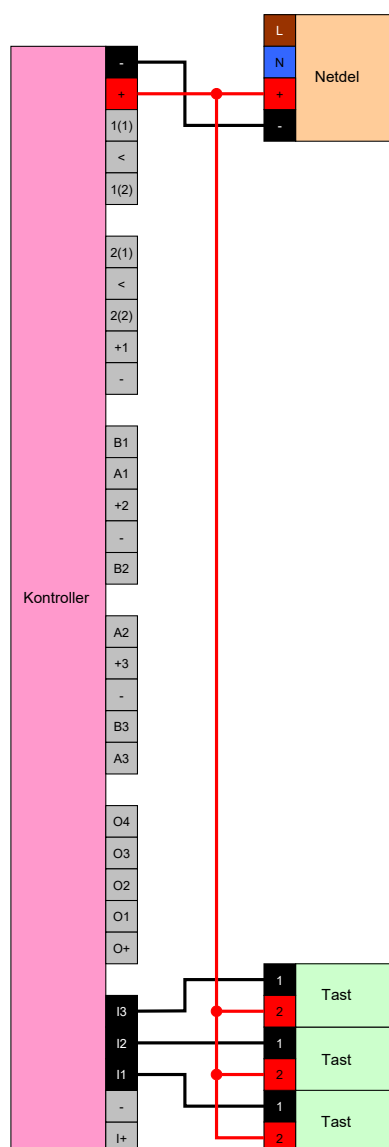 L
N
+
-
Netdel
-
+
1(1)
<
1(2)
2(1)
<
2(2)
+1
-
B1
A1
+2
-
B2
Kontroller
A2
+3
-
B3
A3
O4
O3
O2
O1
O+
I3
I2
I1
-
I+
1
2
Tast
1
2
Tast
1
2
Tast